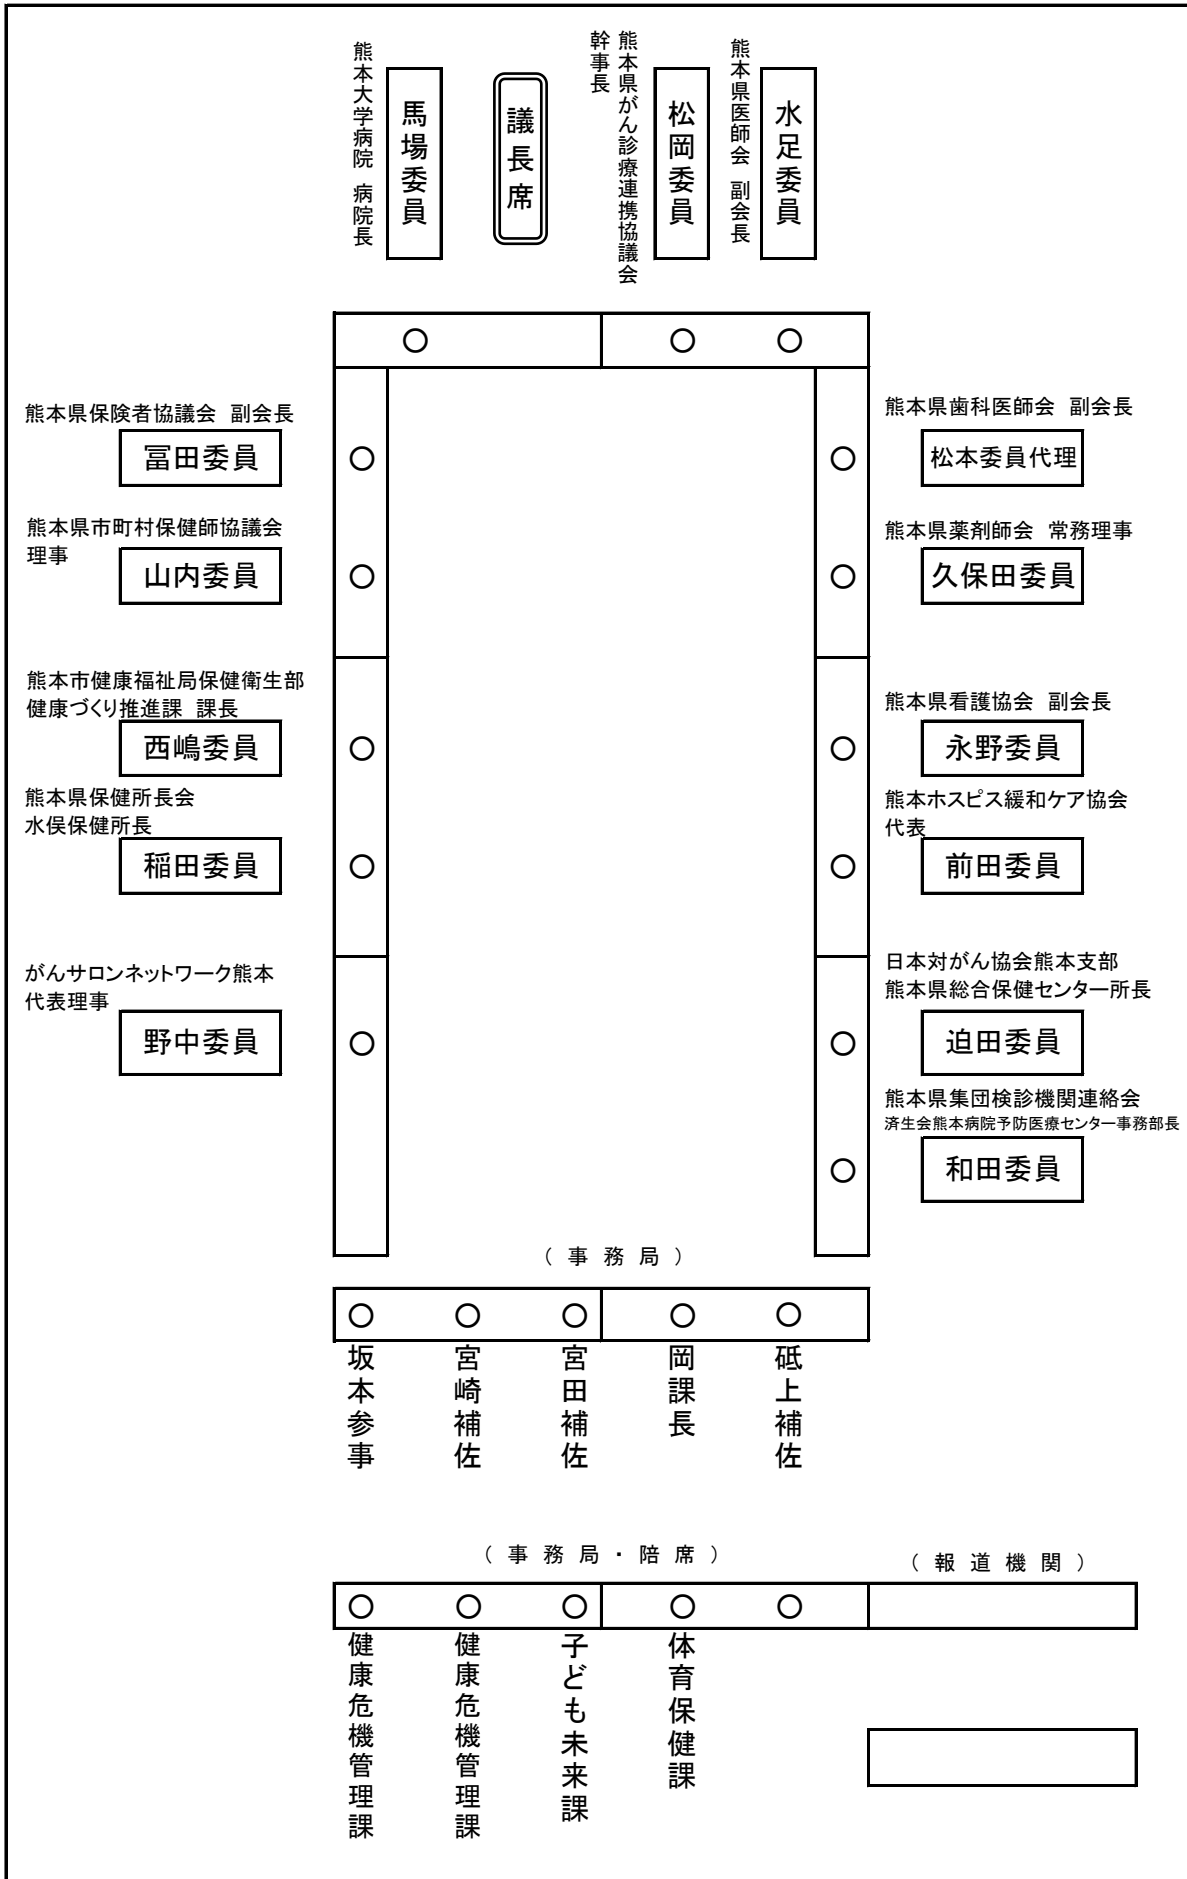 熊本大学病院 病院長
馬場委員
議長席
熊本県がん診療連携協議会
幹事長
松岡委員
熊本県医師会 副会長
水足委員
熊本県保険者協議会 副会長
冨田委員
熊本県市町村保健師協議会
理事
山内委員
熊本市健康福祉局保健衛生部
健康づくり推進課 課長
西嶋委員
熊本県保健所長会
水俣保健所長
稲田委員
がんサロンネットワーク熊本
代表理事
野中委員
熊本県歯科医師会 副会長
松本委員代理
熊本県薬剤師会 常務理事
久保田委員
熊本県看護協会 副会長
永野委員
熊本ホスピス緩和ケア協会
代表
前田委員
日本対がん協会熊本支部
熊本県総合保健センター所長
迫田委員
熊本県集団検診機関連絡会
済生会熊本病院予防医療センター事務部長
和田委員
(事務局)
坂本参事
宮崎補佐
宮田補佐
岡課長
砥上補佐
(事務局・陪席)
(報道機関)
健康危機管理課
健康危機管理課
子ども未来課
体育保健課